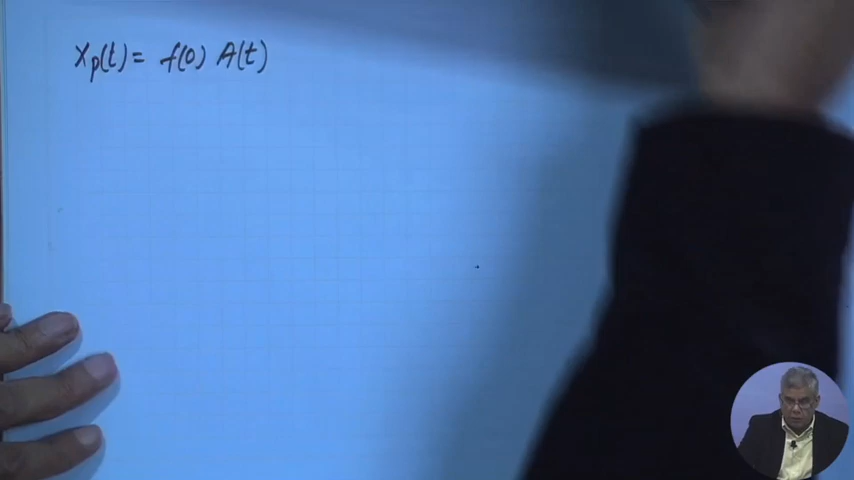 Xp(t) = f(0) A(t)